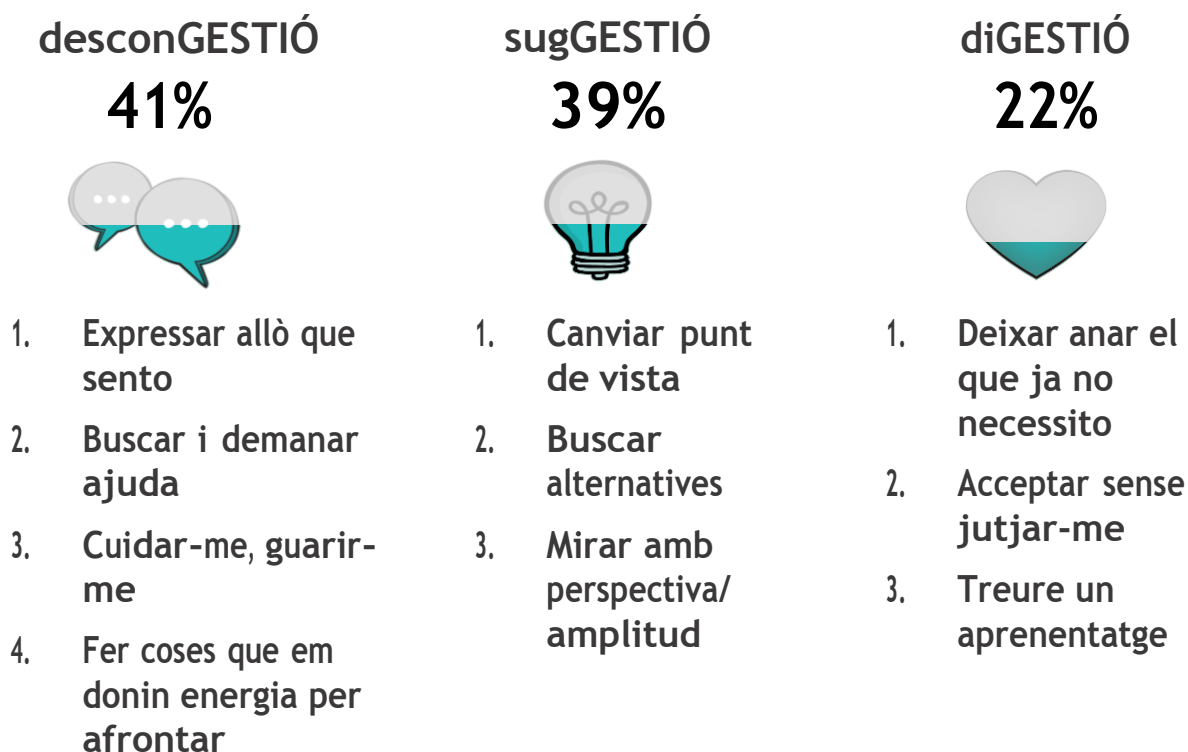 desconGESTIÓ
41%
1. Expressar allò que
sento
2. Buscar i demanar
ajuda
3. Cuidar-me, guarir-
me
4. Fer coses que em
donin energia per
afrontar
sugGESTIÓ
39%
1. Canviar punt
de vista
2. Buscar
alternatives
3. Mirar amb
perspectiva/
amplitud
diGESTIÓ
22%
1. Deixar anar el
que ja no
necessito
2. Acceptar sense
jutjar-me
3. Treure un
aprenentatge